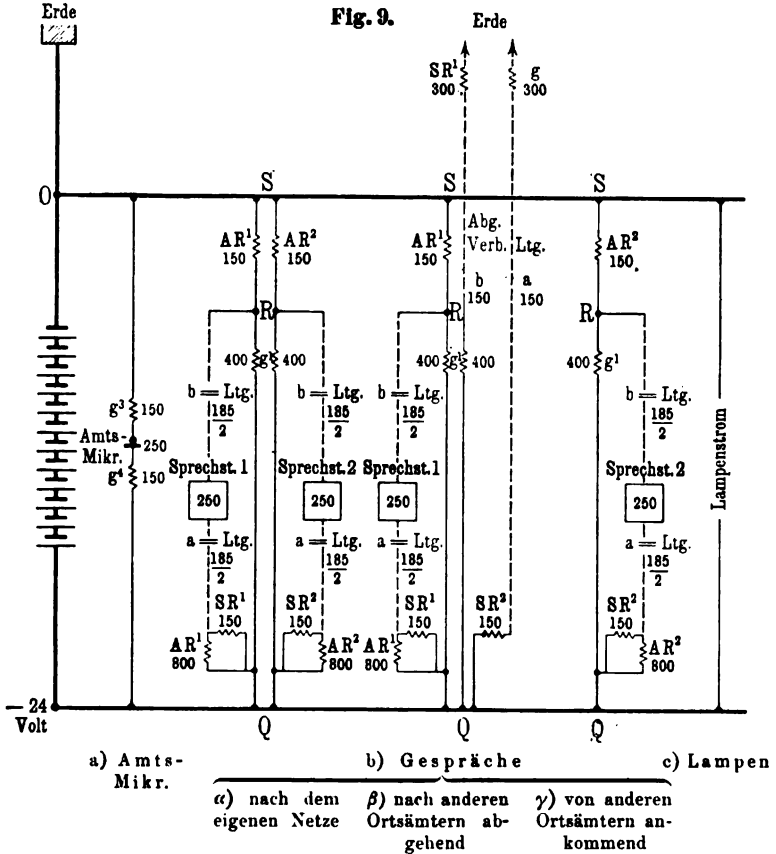 Fig. 9.
Erde
Erde
SR¹
300
g
300
0
S
S
S
AR¹
150
AR²
150
AR¹
150
Abg.
Verb. Ltg.
b
150
a
150
AR²
150
R
R
R
400
g¹
400
400
g¹
400
400
g¹
b Ltg.
185/2
b Ltg.
185/2
b Ltg.
185/2
b Ltg.
185/2
g³ 150
Amts-
Mikr.
250
g⁴ 150
Sprechst. 1
250
Sprechst. 2
250
Sprechst. 1
250
Sprechst. 2
250
Lampenstrom
a Ltg.
185/2
a Ltg.
185/2
a Ltg.
185/2
a Ltg.
185/2
SR¹
150
AR¹
800
SR²
150
AR²
800
SR¹
150
AR¹
800
SR²
150
SR²
150
AR²
800
— 24
Volt
Q
Q
Q
a) Amts-
Mikr.
b) Gespräche
c) Lampen
α) nach dem
eigenen Netze
β) nach anderen
Ortsämtern ab-
gehend
γ) von anderen
Ortsämtern an-
kommend